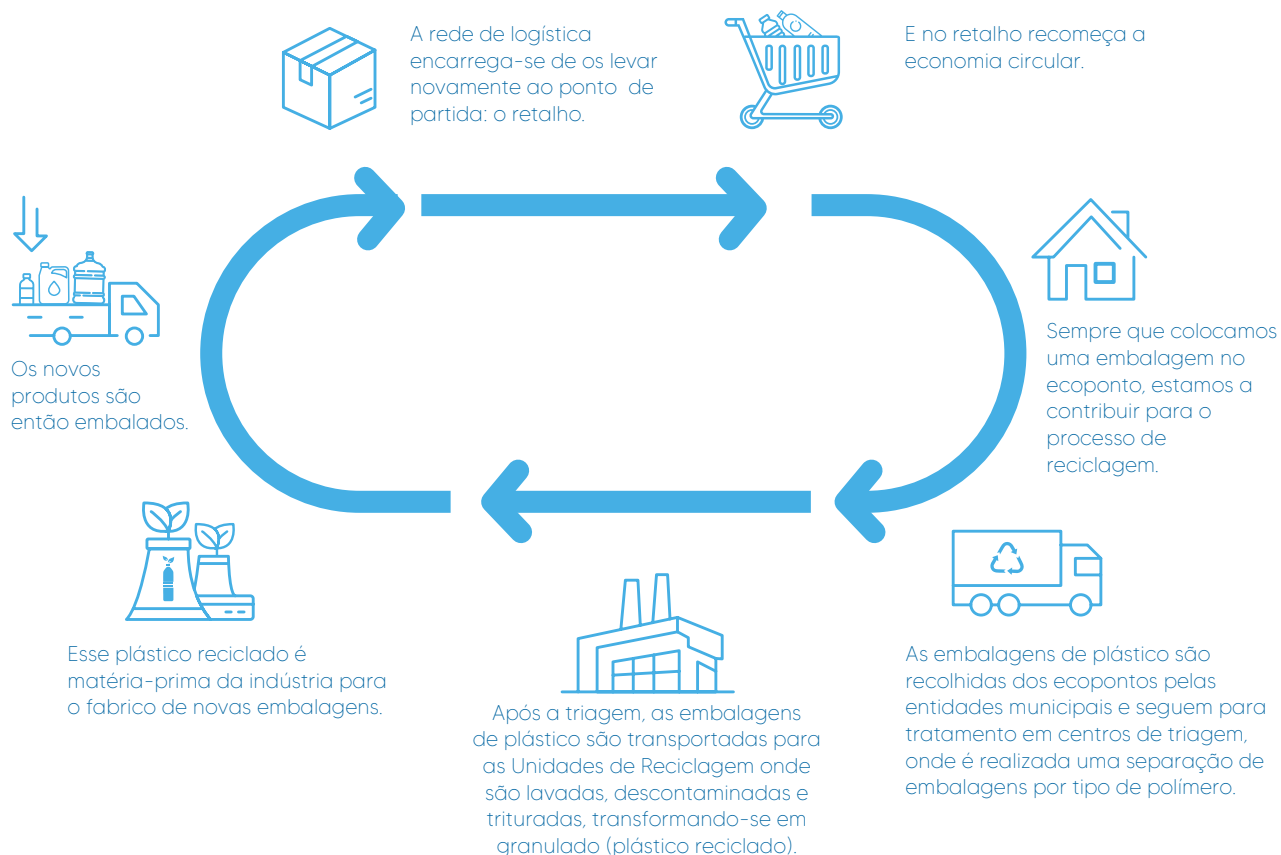 A rede de logística
encarrega-se de os levar
novamente ao ponto de
partida: o retalho.
E no retalho recomeça a
economia circular.
Sempre que colocamos
uma embalagem no
ecoponto, estamos a
contribuir para o
processo de
reciclagem.
As embalagens de plástico são
recolhidas dos ecopontos pelas
entidades municipais e seguem para
tratamento em centros de triagem,
onde é realizada uma separação de
embalagens por tipo de polímero.
Após a triagem, as embalagens
de plástico são transportadas para
as Unidades de Reciclagem onde
são lavadas, descontaminadas e
trituradas, transformando-se em
granulado (plástico reciclado).
Esse plástico reciclado é
matéria-prima da indústria para
o fabrico de novas embalagens.
Os novos
produtos são
então embalados.